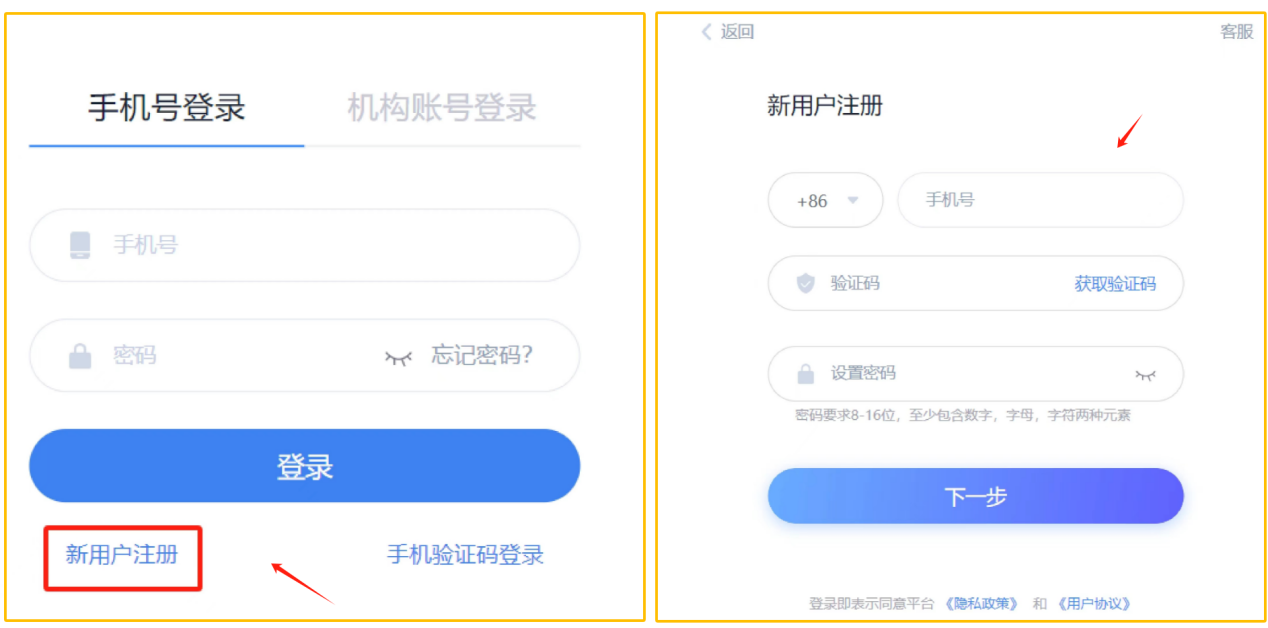 手机号登录 机构账号登录
手机号
密码 忘记密码?
登录
新用户注册 手机验证码登录
返回 客服
新用户注册
+86 手机号
验证码 获取验证码
设置密码
密码要求8-16位，至少包含数字，字母，字符两种元素
下一步
登录即表示同意平台 《隐私政策》 和 《用户协议》